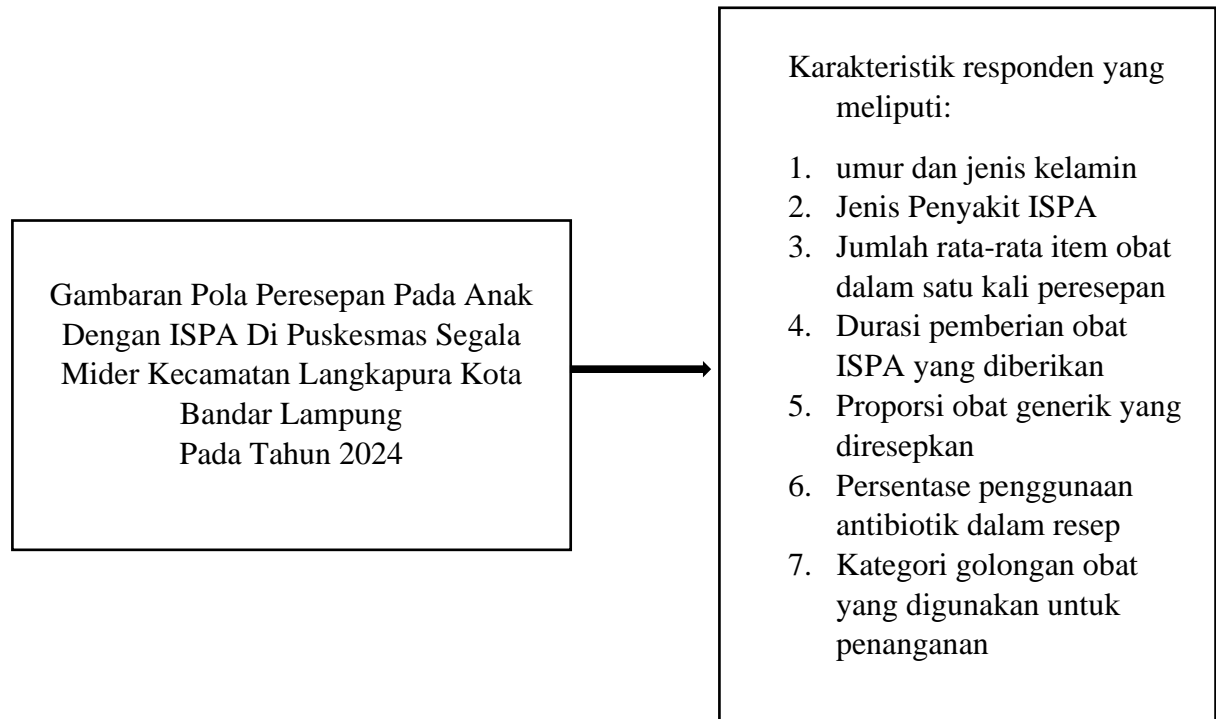 Gambaran Pola Peresepan Pada Anak
Dengan ISPA Di Puskesmas Segala
Mider Kecamatan Langkapura Kota
Bandar Lampung
Pada Tahun 2024
Karakteristik responden yang
meliputi:
1. umur dan jenis kelamin
2. Jenis Penyakit ISPA
3. Jumlah rata-rata item obat
dalam satu kali peresepan
4. Durasi pemberian obat
ISPA yang diberikan
5. Proporsi obat generik yang
diresepkan
6. Persentase penggunaan
antibiotik dalam resep
7. Kategori golongan obat
yang digunakan untuk
penanganan